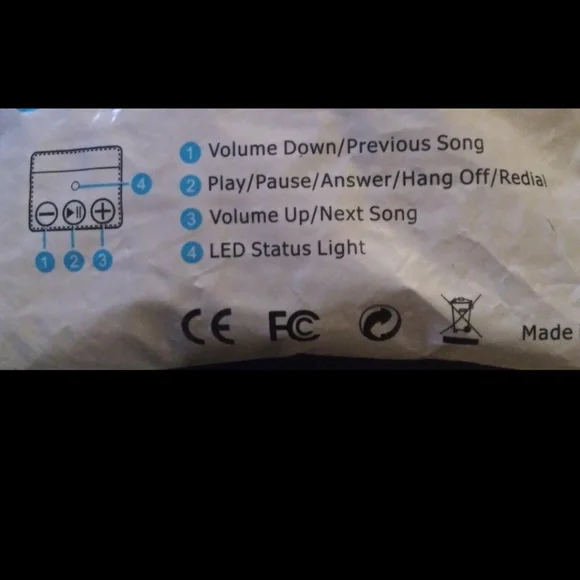 1 Volume Down/Previous Song
2 Play/Pause/Answer/Hang Off/Redial
3 Volume Up/Next Song
4 LED Status Light
4
1 2 3
CE FC Made